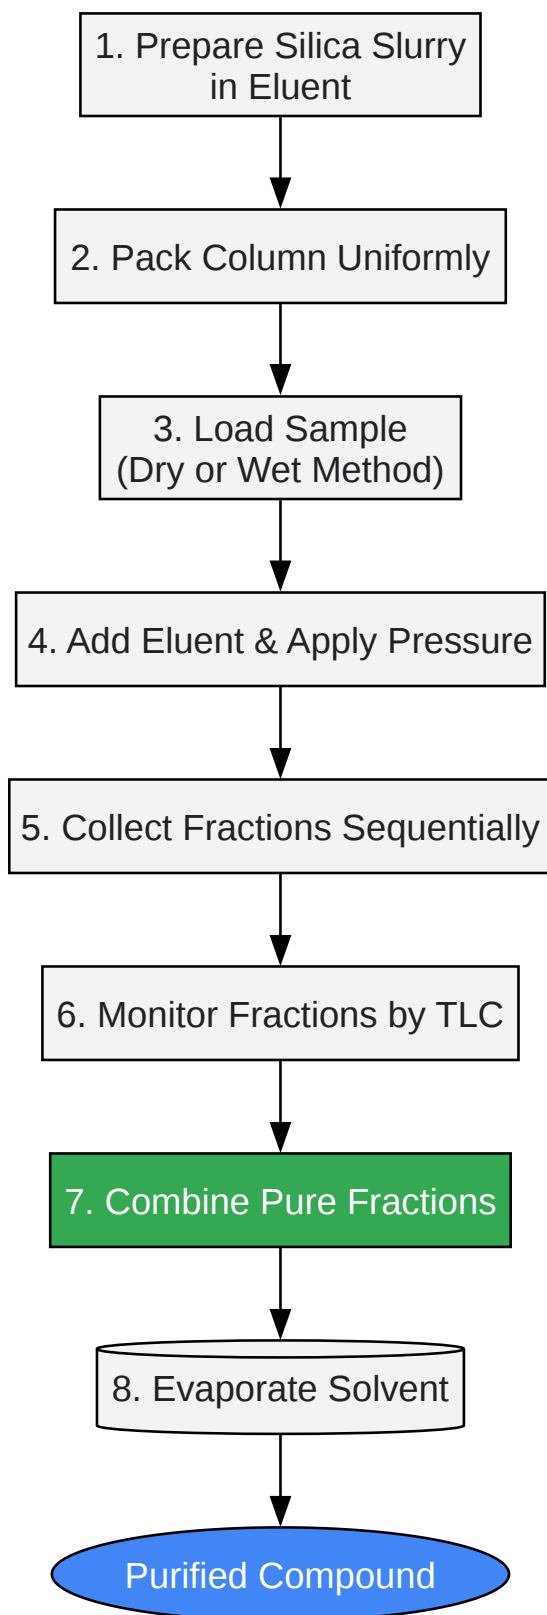 1. Prepare Silica Slurry
in Eluent
2. Pack Column Uniformly
3. Load Sample
(Dry or Wet Method)
4. Add Eluent & Apply Pressure
5. Collect Fractions Sequentially
6. Monitor Fractions by TLC
7. Combine Pure Fractions
8. Evaporate Solvent
Purified Compound